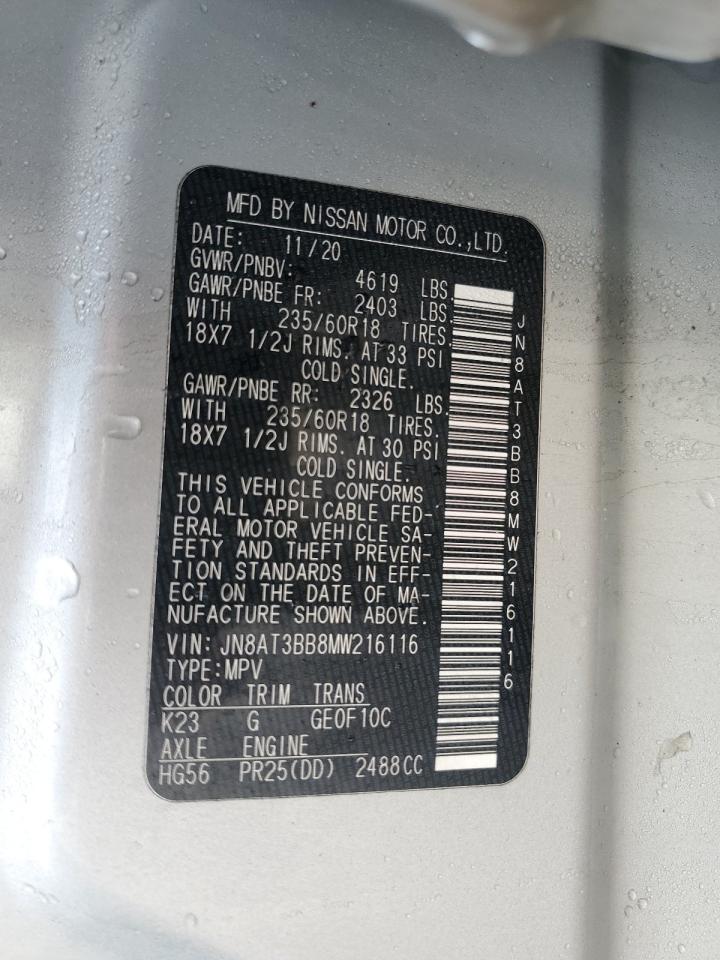 MFD BY NISSAN MOTOR CO.,LTD.
DATE: 11/20
GVWR/PNBV: 4619 LBS
GAWR/PNBE FR: 2403 LBS.
WITH 235/60R18 TIRES.
18X7 1/2J RIMS. AT 33 PSI
COLD SINGLE.
GAWR/PNBE RR: 2326 LBS.
WITH 235/60R18 TIRES.
18X7 1/2J RIMS. AT 30 PSI
COLD SINGLE.
THIS VEHICLE CONFORMS
TO ALL APPLICABLE FED-
ERAL MOTOR VEHICLE SA-
FETY AND THEFT PREVEN-
TION STANDARDS IN EFF-
ECT ON THE DATE OF MA-
NUFACTURE SHOWN ABOVE.
VIN: JN8AT3BB8MW216116
TYPE:MPV
COLOR TRIM TRANS
K23 G GE0F10C
AXLE ENGINE
HG56 PR25(DD) 2488CC
JN8AT3BB8MW216116